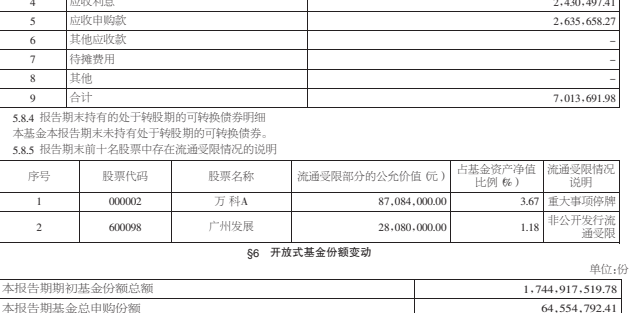 4 应收利息 2,430,497.41
5 应收申购款 2,635,658.27
6 其他应收款 –
7 待摊费用 –
8 其他 –
9 合计 7,013,691.98
5.8.4 报告期末持有的处于转股期的可转换债券明细
本基金本报告期末未持有处于转股期的可转换债券。
5.8.5 报告期末前十名股票中存在流通受限情况的说明
序号 股票代码 股票名称 流通受限部分的公允价值（元） 占基金资产净值比例（%） 流通受限情况说明
1 000002 万 科A 87,084,000.00 3.67 重大事项停牌
2 600098 广州发展 28,080,000.00 1.18 非公开发行流通受限
§6 开放式基金份额变动
单位:份
本报告期期初基金份额总额 1,744,917,519.78
本报告期基金总申购份额 64,554,792.41